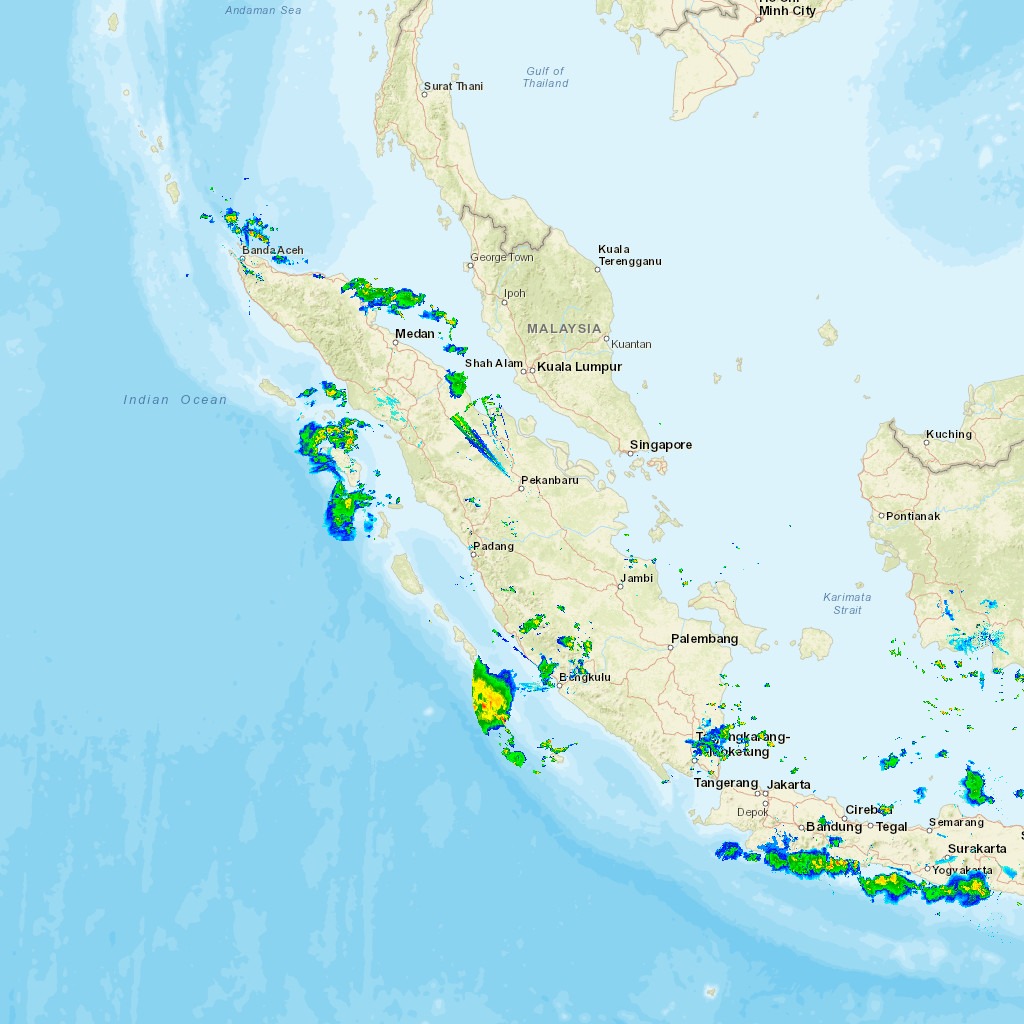 Andaman Sea
Minh City
Gulf of
Thailand
Surat Thani
Banda Aceh
George Town
Kuala
Terengganu
Ipoh
MALAYSIA
Medan
Kuantan
Shah Alam
Kuala Lumpur
Indian Ocean
Singapore
Kuching
Pekanbaru
Pontianak
Padang
Jambi
Karimata
Strait
Palembang
Bengkulu
Tangerang
Jakarta
Depok
Bandung
Tegal
Semarang
Surakarta
Yogyakarta